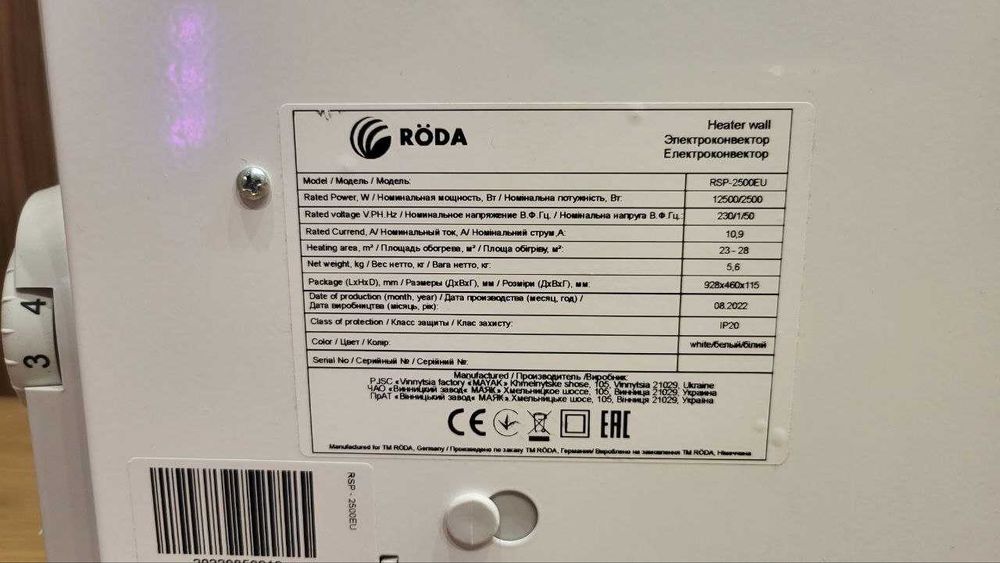 RÖDA
Heater wall
Электроконвектор
Електроконвектор
Model / Модель / Модель: RSP-2500EU
Rated Power, W / Номинальная мощность, Вт / Номінальна потужність, Вт: 12500/2500
Rated voltage V.PH.Hz / Номинальное напряжение В.Ф.Гц. / Номінальна напруга В.Ф.Гц.: 230/1/50
Rated Currend, A/ Номинальный ток, А/ Номінальний струм,А: 10,9
Heating area, m² / Площадь обогрева, м² / Площа обігріву, м²: 23 - 28
Net weight, kg / Вес нетто, кг / Вага нетто, кг: 5,6
Package (LxHxD), mm / Размеры (ДхВхГ), мм / Розміри (ДхВхГ), мм: 928x460x115
Date of production (month, year) / Дата производства (месяц, год) /
Дата виробництва (місяць, рік): 08.2022
Class of protection / Класс защиты / Клас захисту: IP20
Color / Цвет / Колір: white/белый/білий
Serial No / Серийный № / Серійний №:
Manufactured / Производитель /Виробник:
PJSC «Vinnytsia factory «MAYAK» Khmelnytske shose, 105, Vinnytsia 21029, Ukraine
ЧАО «Винницкий завод« МАЯК» Хмельницкое шоссе, 105, Винница 21029, Украина
ПрАТ «Вінницький завод« МАЯК» Хмельницьке шосе, 105, Вінниця 21029, Україна
CE EAC
Manufactured for TM RÖDA, Germany / Произведено по заказу TM RÖDA, Германия/ Вироблено на замовлення TM RÖDA, Німеччина
4
3
RSP - 2500EU